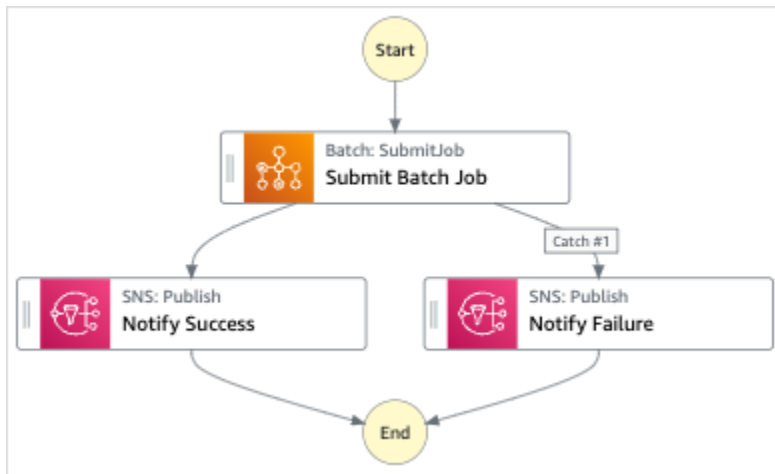 Start
Batch: SubmitJob
Submit Batch Job
Catch #1
SNS: Publish
Notify Success
SNS: Publish
Notify Failure
End